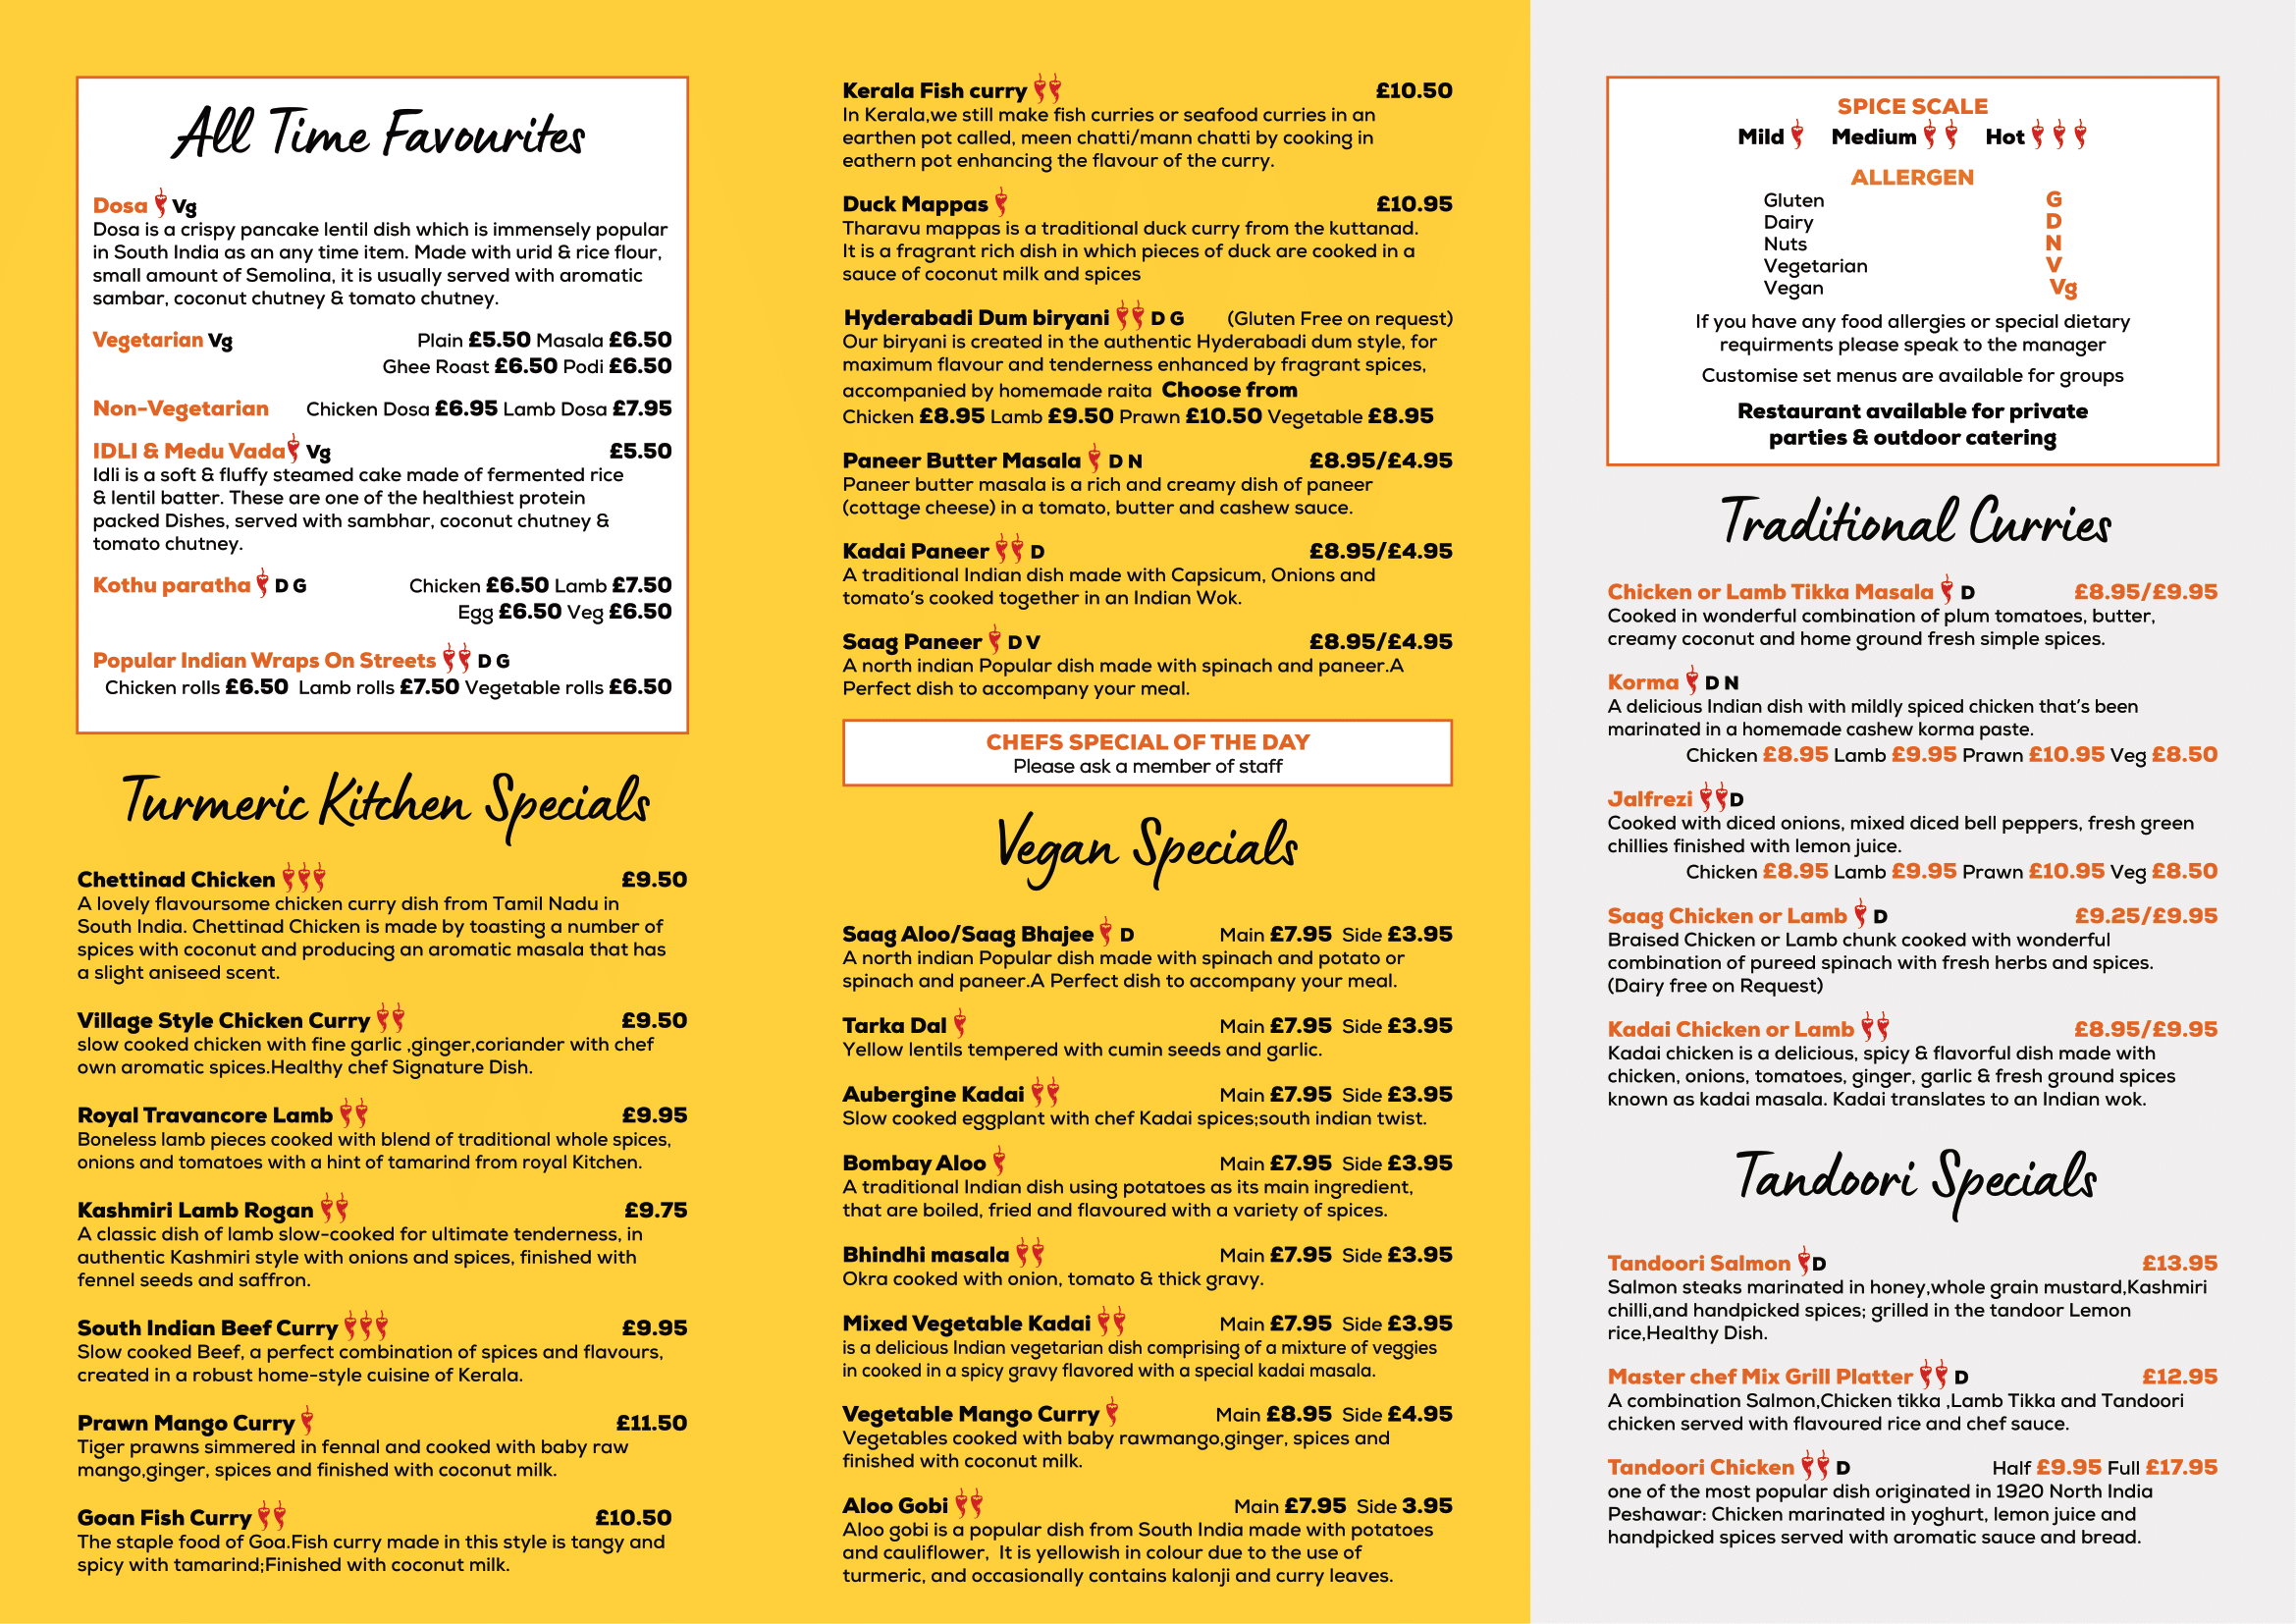 All Time Favourites
Dosa Vg
Dosa is a crispy pancake lentil dish which is immensely popular
in South India as an any time item. Made with urid & rice flour,
small amount of Semolina, it is usually served with aromatic
sambar, coconut chutney & tomato chutney.
Vegetarian Vg Plain £5.50 Masala £6.50
Ghee Roast £6.50 Podi £6.50
Non-Vegetarian Chicken Dosa £6.95 Lamb Dosa £7.95
IDLI & Medu Vada Vg £5.50
Idli is a soft & fluffy steamed cake made of fermented rice
& lentil batter. These are one of the healthiest protein
packed Dishes, served with sambhar, coconut chutney &
tomato chutney.
Kothu paratha D G Chicken £6.50 Lamb £7.50
Egg £6.50 Veg £6.50
Popular Indian Wraps On Streets D G
Chicken rolls £6.50 Lamb rolls £7.50 Vegetable rolls £6.50
Turmeric Kitchen Specials
Chettinad Chicken £9.50
A lovely flavoursome chicken curry dish from Tamil Nadu in
South India. Chettinad Chicken is made by toasting a number of
spices with coconut and producing an aromatic masala that has
a slight aniseed scent.
Village Style Chicken Curry £9.50
slow cooked chicken with fine garlic ,ginger,coriander with chef
own aromatic spices.Healthy chef Signature Dish.
Royal Travancore Lamb £9.95
Boneless lamb pieces cooked with blend of traditional whole spices,
onions and tomatoes with a hint of tamarind from royal Kitchen.
Kashmiri Lamb Rogan £9.75
A classic dish of lamb slow-cooked for ultimate tenderness, in
authentic Kashmiri style with onions and spices, finished with
fennel seeds and saffron.
South Indian Beef Curry £9.95
Slow cooked Beef, a perfect combination of spices and flavours,
created in a robust home-style cuisine of Kerala.
Prawn Mango Curry £11.50
Tiger prawns simmered in fennal and cooked with baby raw
mango,ginger, spices and finished with coconut milk.
Goan Fish Curry £10.50
The staple food of Goa.Fish curry made in this style is tangy and
spicy with tamarind;Finished with coconut milk.
Kerala Fish curry £10.50
In Kerala,we still make fish curries or seafood curries in an
earthen pot called, meen chatti/mann chatti by cooking in
eathern pot enhancing the flavour of the curry.
Duck Mappas £10.95
Tharavu mappas is a traditional duck curry from the kuttanad.
It is a fragrant rich dish in which pieces of duck are cooked in a
sauce of coconut milk and spices
Hyderabadi Dum biryani D G (Gluten Free on request)
Our biryani is created in the authentic Hyderabadi dum style, for
maximum flavour and tenderness enhanced by fragrant spices,
accompanied by homemade raita Choose from
Chicken £8.95 Lamb £9.50 Prawn £10.50 Vegetable £8.95
Paneer Butter Masala D N £8.95/£4.95
Paneer butter masala is a rich and creamy dish of paneer
(cottage cheese) in a tomato, butter and cashew sauce.
Kadai Paneer D £8.95/£4.95
A traditional Indian dish made with Capsicum, Onions and
tomato's cooked together in an Indian Wok.
Saag Paneer D V £8.95/£4.95
A north indian Popular dish made with spinach and paneer.A
Perfect dish to accompany your meal.
CHEFS SPECIAL OF THE DAY
Please ask a member of staff
Vegan Specials
Saag Aloo/Saag Bhajee D Main £7.95 Side £3.95
A north indian Popular dish made with spinach and potato or
spinach and paneer.A Perfect dish to accompany your meal.
Tarka Dal Main £7.95 Side £3.95
Yellow lentils tempered with cumin seeds and garlic.
Aubergine Kadai Main £7.95 Side £3.95
Slow cooked eggplant with chef Kadai spices;south indian twist.
Bombay Aloo Main £7.95 Side £3.95
A traditional Indian dish using potatoes as its main ingredient,
that are boiled, fried and flavoured with a variety of spices.
Bhindhi masala Main £7.95 Side £3.95
Okra cooked with onion, tomato & thick gravy.
Mixed Vegetable Kadai Main £7.95 Side £3.95
is a delicious Indian vegetarian dish comprising of a mixture of veggies
in cooked in a spicy gravy flavored with a special kadai masala.
Vegetable Mango Curry Main £8.95 Side £4.95
Vegetables cooked with baby rawmango,ginger, spices and
finished with coconut milk.
Aloo Gobi Main £7.95 Side 3.95
Aloo gobi is a popular dish from South India made with potatoes
and cauliflower, It is yellowish in colour due to the use of
turmeric, and occasionally contains kalonji and curry leaves.
SPICE SCALE
Mild Medium Hot
ALLERGEN
Gluten G
Dairy D
Nuts N
Vegetarian V
Vegan Vg
If you have any food allergies or special dietary
requirments please speak to the manager
Customise set menus are available for groups
Restaurant available for private
parties & outdoor catering
Traditional Curries
Chicken or Lamb Tikka Masala D £8.95/£9.95
Cooked in wonderful combination of plum tomatoes, butter,
creamy coconut and home ground fresh simple spices.
Korma D N
A delicious Indian dish with mildly spiced chicken that's been
marinated in a homemade cashew korma paste.
Chicken £8.95 Lamb £9.95 Prawn £10.95 Veg £8.50
Jalfrezi D
Cooked with diced onions, mixed diced bell peppers, fresh green
chillies finished with lemon juice.
Chicken £8.95 Lamb £9.95 Prawn £10.95 Veg £8.50
Saag Chicken or Lamb D £9.25/£9.95
Braised Chicken or Lamb chunk cooked with wonderful
combination of pureed spinach with fresh herbs and spices.
(Dairy free on Request)
Kadai Chicken or Lamb £8.95/£9.95
Kadai chicken is a delicious, spicy & flavorful dish made with
chicken, onions, tomatoes, ginger, garlic & fresh ground spices
known as kadai masala. Kadai translates to an Indian wok.
Tandoori Specials
Tandoori Salmon D £13.95
Salmon steaks marinated in honey,whole grain mustard,Kashmiri
chilli,and handpicked spices; grilled in the tandoor Lemon
rice,Healthy Dish.
Master chef Mix Grill Platter D £12.95
A combination Salmon,Chicken tikka ,Lamb Tikka and Tandoori
chicken served with flavoured rice and chef sauce.
Tandoori Chicken D Half £9.95 Full £17.95
one of the most popular dish originated in 1920 North India
Peshawar: Chicken marinated in yoghurt, lemon juice and
handpicked spices served with aromatic sauce and bread.